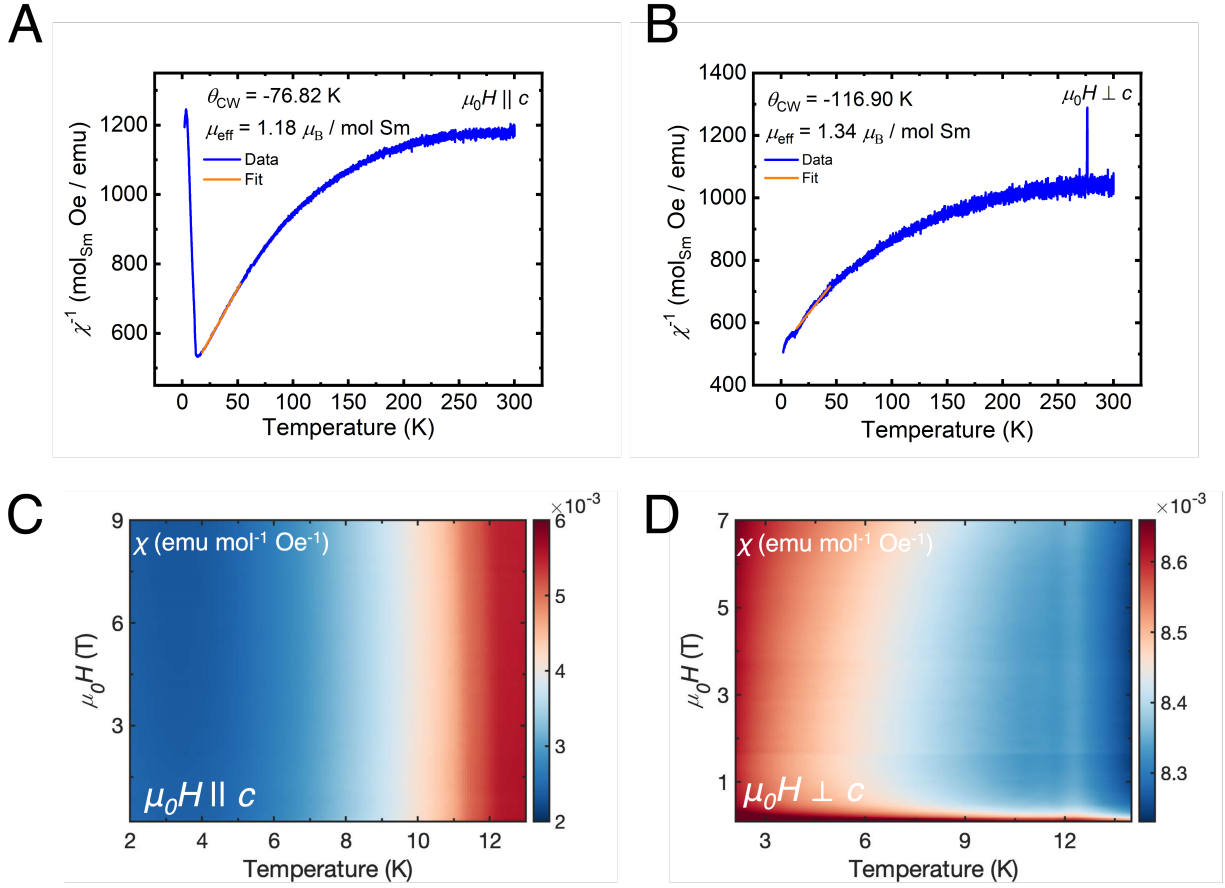 A
θCW = -76.82 K
μ0H || c
μeff = 1.18 μB / mol Sm
Data
Fit
1200
1000
800
600
χ-1 (molSm Oe / emu)
0 50 100 150 200 250 300
Temperature (K)
B
θCW = -116.90 K
μ0H ⊥ c
μeff = 1.34 μB / mol Sm
Data
Fit
1400
1200
1000
800
600
400
χ-1 (molSm Oe / emu)
0 50 100 150 200 250 300
Temperature (K)
C
χ (emu mol-1 Oe-1)
μ0H || c
9
6
3
μ0H (T)
2 4 6 8 10 12
Temperature (K)
×10-3
6
5
4
3
2
D
χ (emu mol-1 Oe-1)
μ0H ⊥ c
7
5
3
1
μ0H (T)
3 6 9 12
Temperature (K)
×10-3
8.6
8.5
8.4
8.3